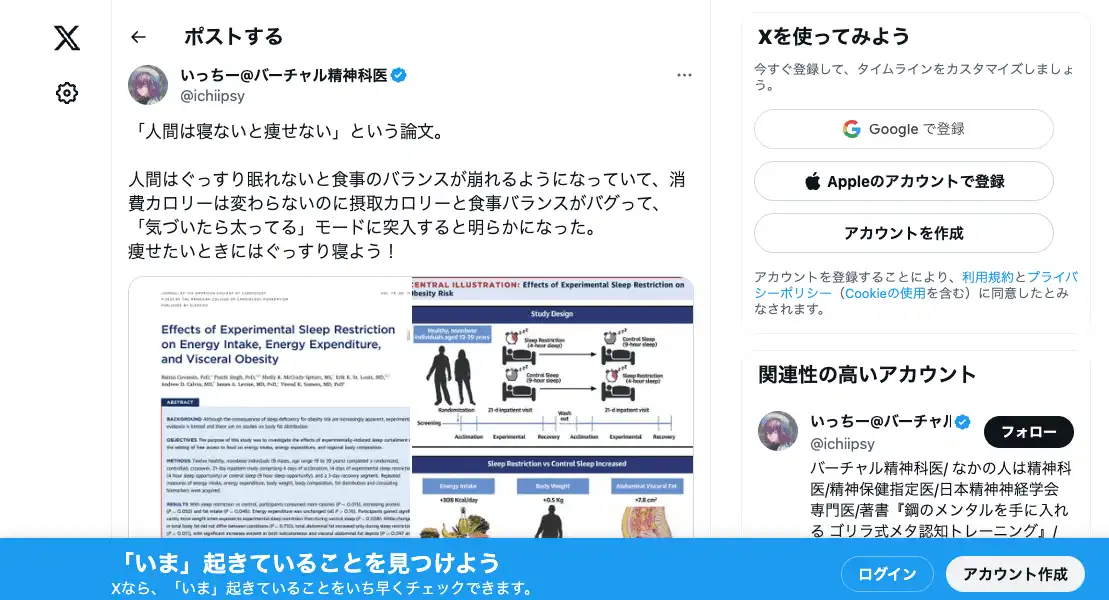 ポストする
いっちー@バーチャル精神科医
@ichiipsy
「人間は寝ないと痩せない」という論文。
人間はぐっすり眠れないと食事のバランスが崩れるようになっていて、消
費カロリーは変わらないのに摂取カロリーと食事バランスがバグって、
「気づいたら太ってる」モードに突入すると明らかになった。
痩せたいときにはぐっすり寝よう！
Effects of Experimental Sleep Restriction
on Energy Intake, Energy Expenditure,
and Visceral Obesity
ABSTRACT
CENTRAL ILLUSTRATION: Effects of Experimental Sleep Restriction on
Obesity Risk
Study Design
Healthy, nonobese
individuals aged 19-39 years
Sleep Restriction
(4-hour sleep)
Control Sleep
(9-hour sleep)
Control Sleep
(9-hour sleep)
Sleep Restriction
(4-hour sleep)
Randomization
21-d inpatient visit
Wash
out
21-d inpatient visit
Screening
Acclimation
Experimental
Recovery
Acclimation
Experimental
Recovery
Sleep Restriction vs Control Sleep Increased
Energy Intake
Body Weight
Abdominal Visceral Fat
+308 Kcal/day
+0.5 Kg
+7.8 cm²
Xを使ってみよう
今すぐ登録して、タイムラインをカスタマイズしましょ
う。
Google で登録
Appleのアカウントで登録
アカウントを作成
アカウントを登録することにより、利用規約とプライバ
シーポリシー（Cookieの使用を含む）に同意したとみ
なされます。
関連性の高いアカウント
いっちー@バーチャル
@ichiipsy
フォロー
バーチャル精神科医/ なかの人は精神科
医/精神保健指定医/日本精神神経学会
専門医/著書『鋼のメンタルを手に入れ
る ゴリラ式メタ認知トレーニング』/
「いま」起きていることを見つけよう
Xなら、「いま」起きていることをいち早くチェックできます。
ログイン
アカウント作成